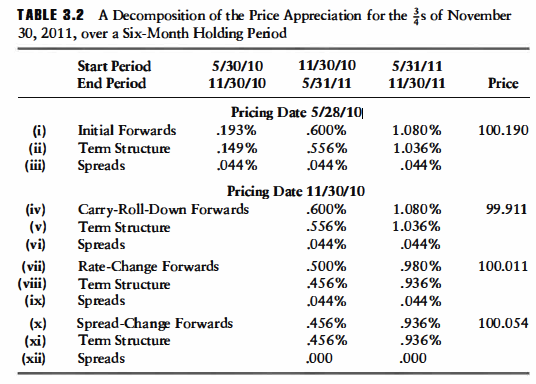 TABLE 3.2 A Decomposition of the Price Appreciation for the 3/4s of November
30, 2011, over a Six-Month Holding Period
Start Period 5/30/10 11/30/10 5/31/11
End Period 11/30/10 5/31/11 11/30/11 Price
Pricing Date 5/28/10
(i) Initial Forwards .193% .600% 1.080% 100.190
(ii) Term Structure .149% .556% 1.036%
(iii) Spreads .044% .044% .044%
Pricing Date 11/30/10
(iv) Carry-Roll-Down Forwards .600% 1.080% 99.911
(v) Term Structure .556% 1.036%
(vi) Spreads .044% .044%
(vii) Rate-Change Forwards .500% .980% 100.011
(viii) Term Structure .456% .936%
(ix) Spreads .044% .044%
(x) Spread-Change Forwards .456% .936% 100.054
(xi) Term Structure .456% .936%
(xii) Spreads .000 .000